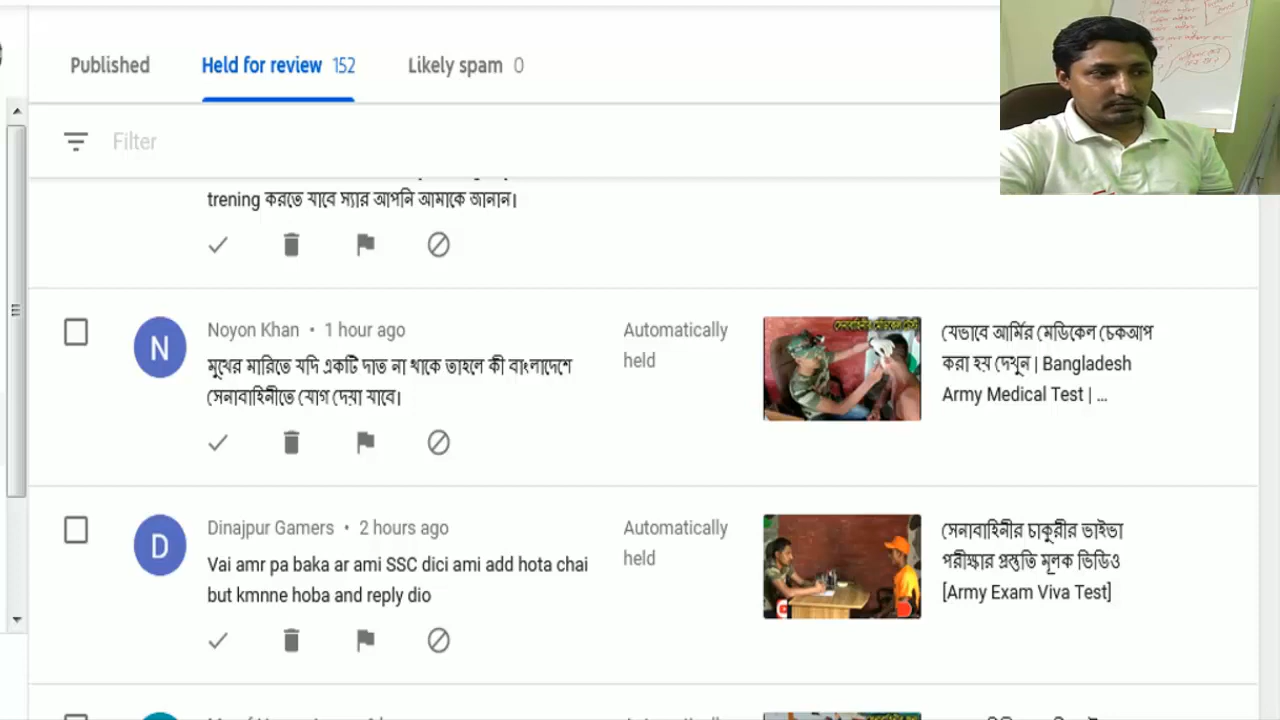 Published
Held for review 152
Likely spam 0
Filter
trening করতে যাবে স্যার আপনি আমাকে জানান।
N
Noyon Khan • 1 hour ago
মুখের মারিতে যদি একটি দাত না থাকে তাহলে কী বাংলাদেশে
সেনাবাহিনীতে যোগ দেয়া যাবে।
Automatically
held
যেভাবে আর্মির মেডিকেল চেকআপ
করা হয় দেখুন | Bangladesh
Army Medical Test | ...
D
Dinajpur Gamers • 2 hours ago
Vai amr pa baka ar ami SSC dici ami add hota chai
but kmnne hoba and reply dio
Automatically
held
সেনাবাহিনীর চাকুরীর ভাইভা
পরীক্ষার প্রস্তুতি মূলক ভিডিও
[Army Exam Viva Test]